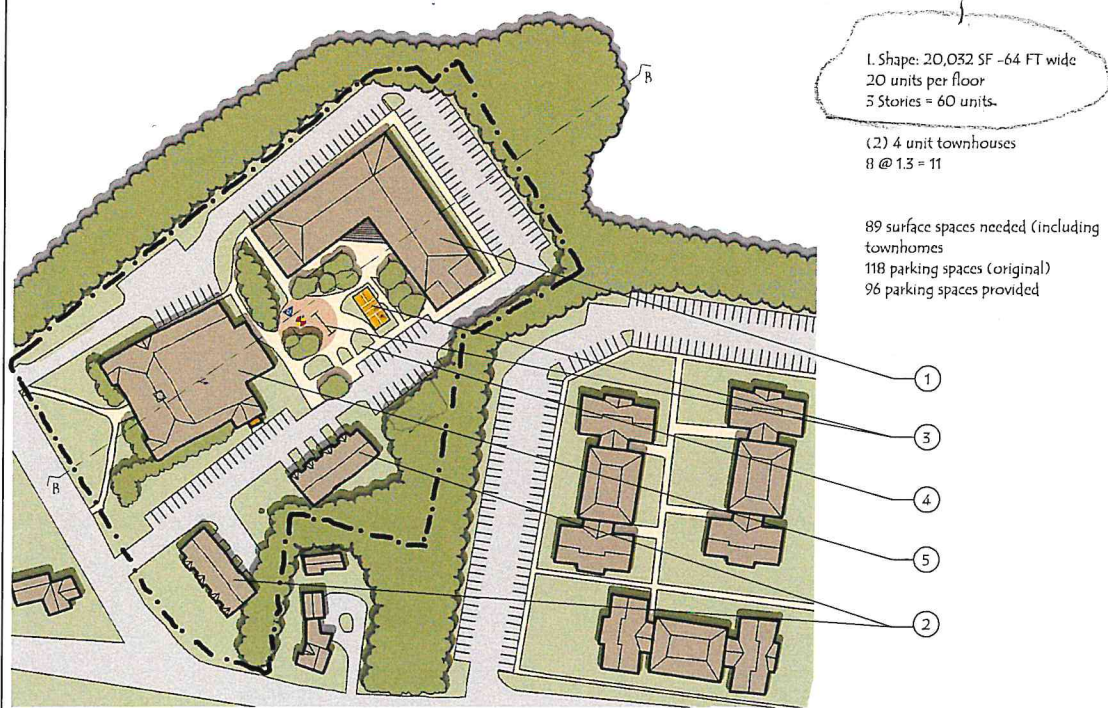 1. Shape: 20,032 SF -64 FT wide
20 units per floor
3 Stories = 60 units
(2) 4 unit townhouses
8 @ 1.3 = 11
89 surface spaces needed (including
townhomes
118 parking spaces (original)
96 parking spaces provided
B
B
1
3
4
5
2